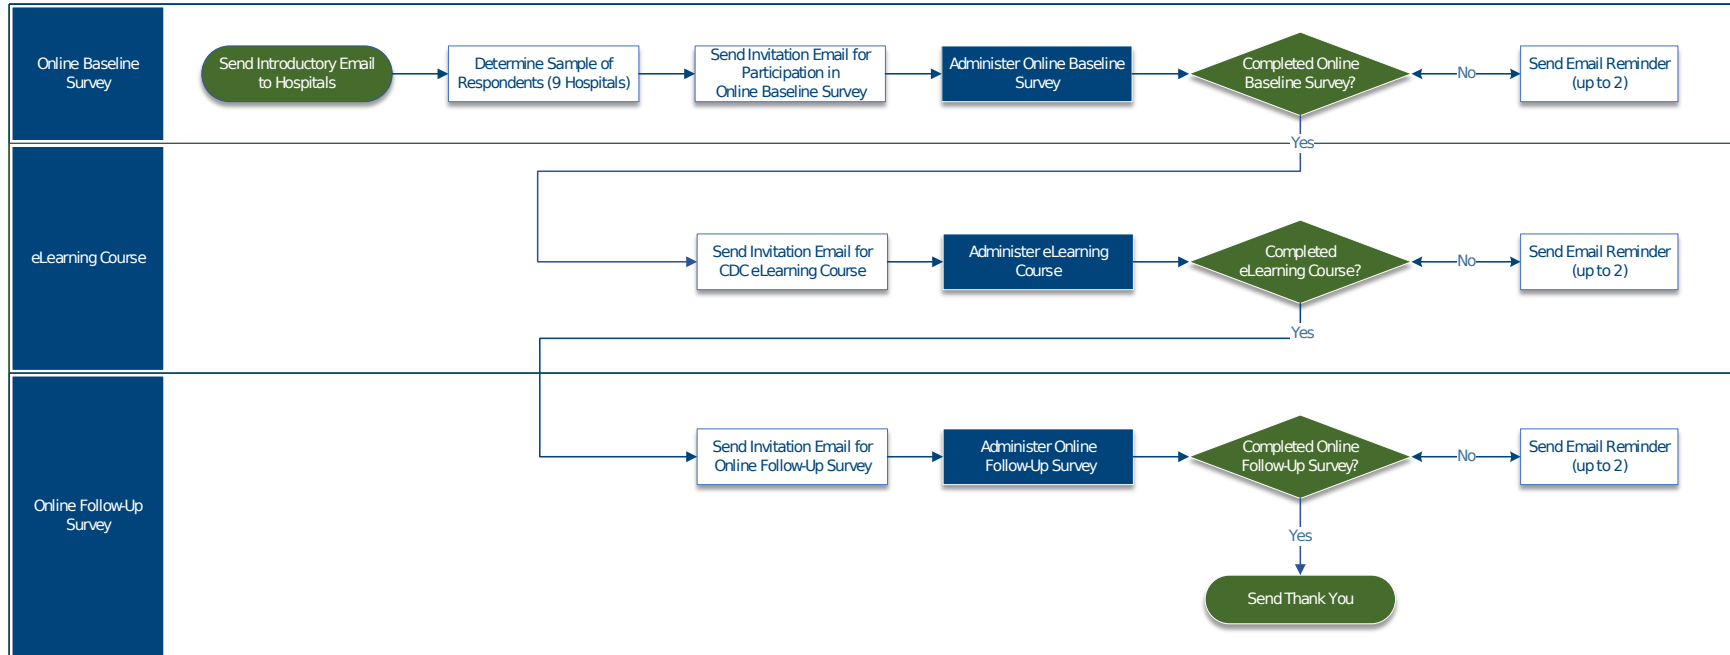 Online Baseline
Survey
Send Introductory Email
to Hospitals
Determine Sample of
Respondents (9 Hospitals)
Send Invitation Email for
Participation in
Online Baseline Survey
Administer Online Baseline
Survey
Completed Online
Baseline Survey?
No
Send Email Reminder
(up to 2)
Yes
eLearning Course
Send Invitation Email for
CDC eLearning Course
Administer eLearning
Course
Completed
eLearning Course?
No
Send Email Reminder
(up to 2)
Yes
Online Follow-Up
Survey
Send Invitation Email for
Online Follow-Up Survey
Administer Online
Follow-Up Survey
Completed Online
Follow-Up Survey?
No
Send Email Reminder
(up to 2)
Yes
Send Thank You